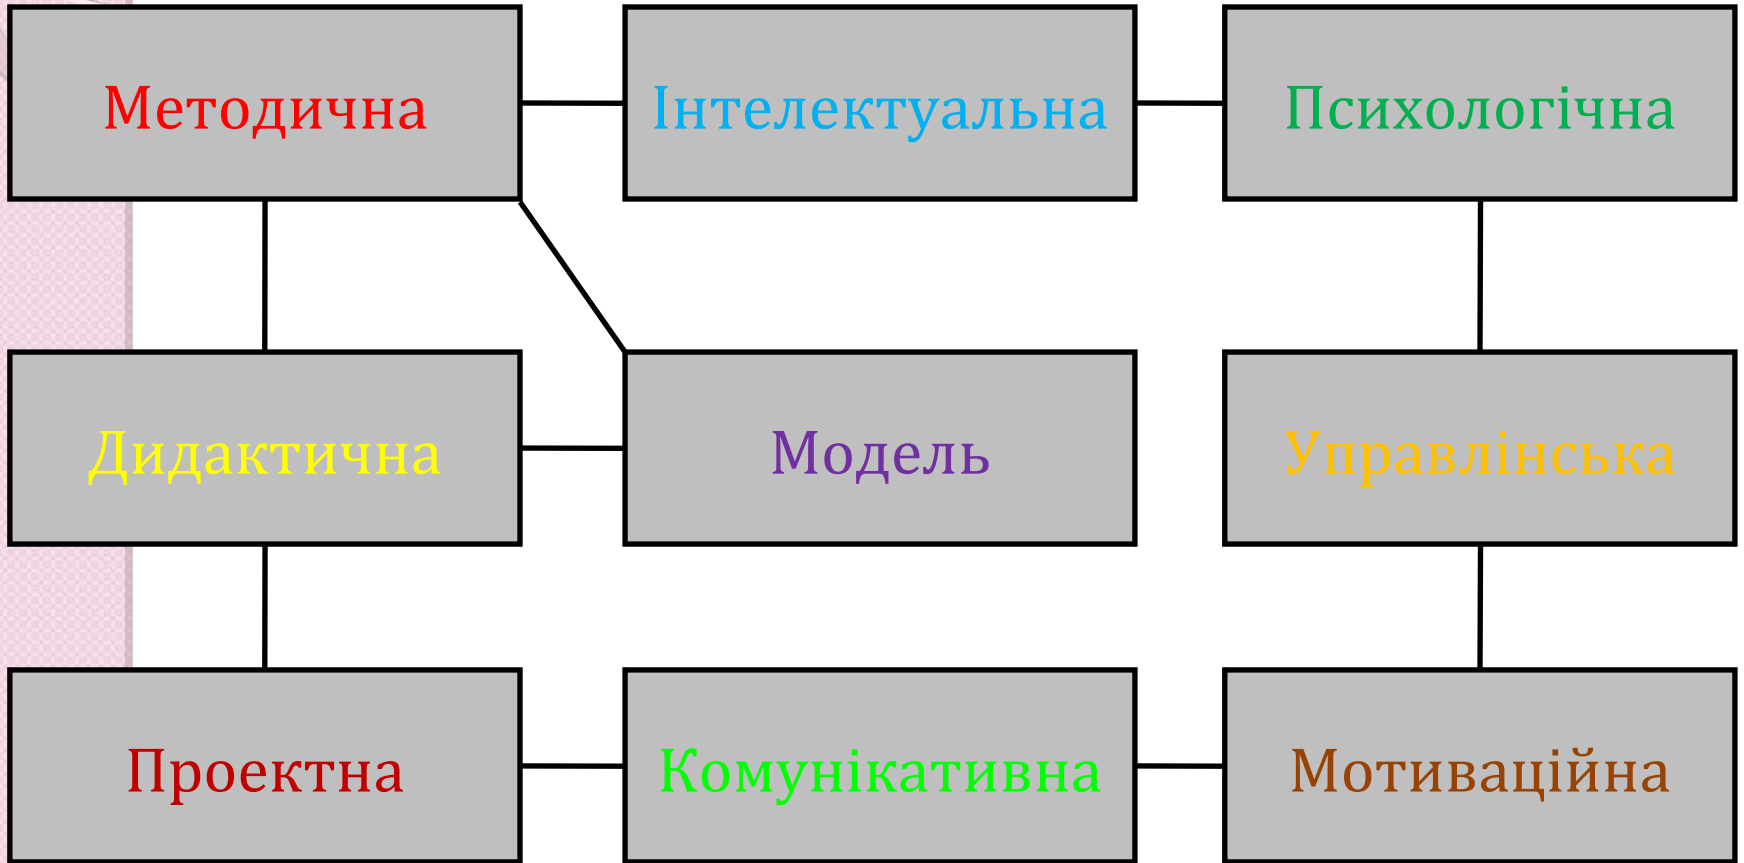 Методична
Інтелектуальна
Психологічна
Дидактична
Модель
Управлінська
Проектна
Комунікативна
Мотиваційна